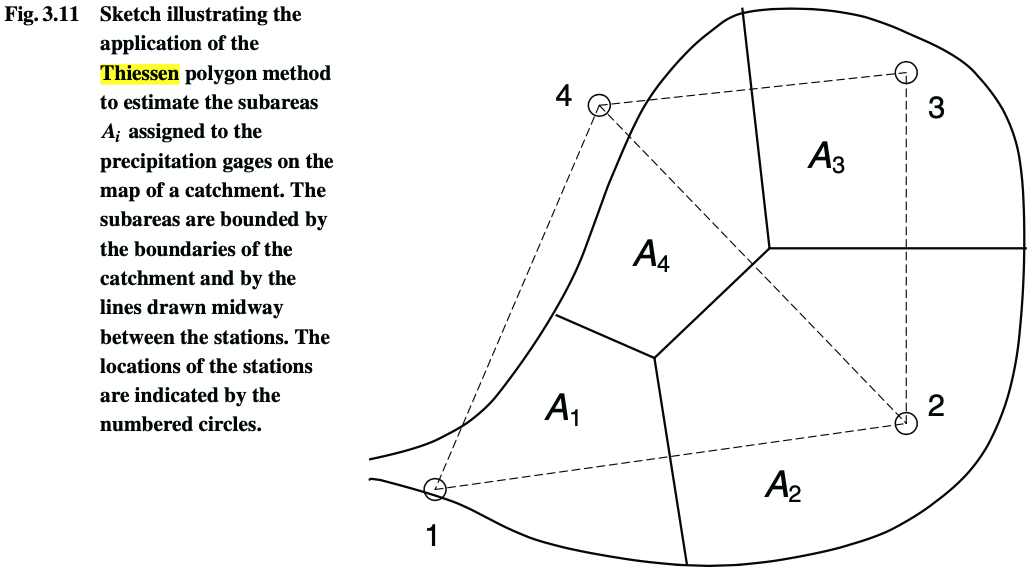 Fig. 3.11 Sketch illustrating the
application of the
Thiessen polygon method
to estimate the subareas
Ai assigned to the
precipitation gages on the
map of a catchment. The
subareas are bounded by
the boundaries of the
catchment and by the
lines drawn midway
between the stations. The
locations of the stations
are indicated by the
numbered circles.
4
3
A3
A4
2
A1
A2
1